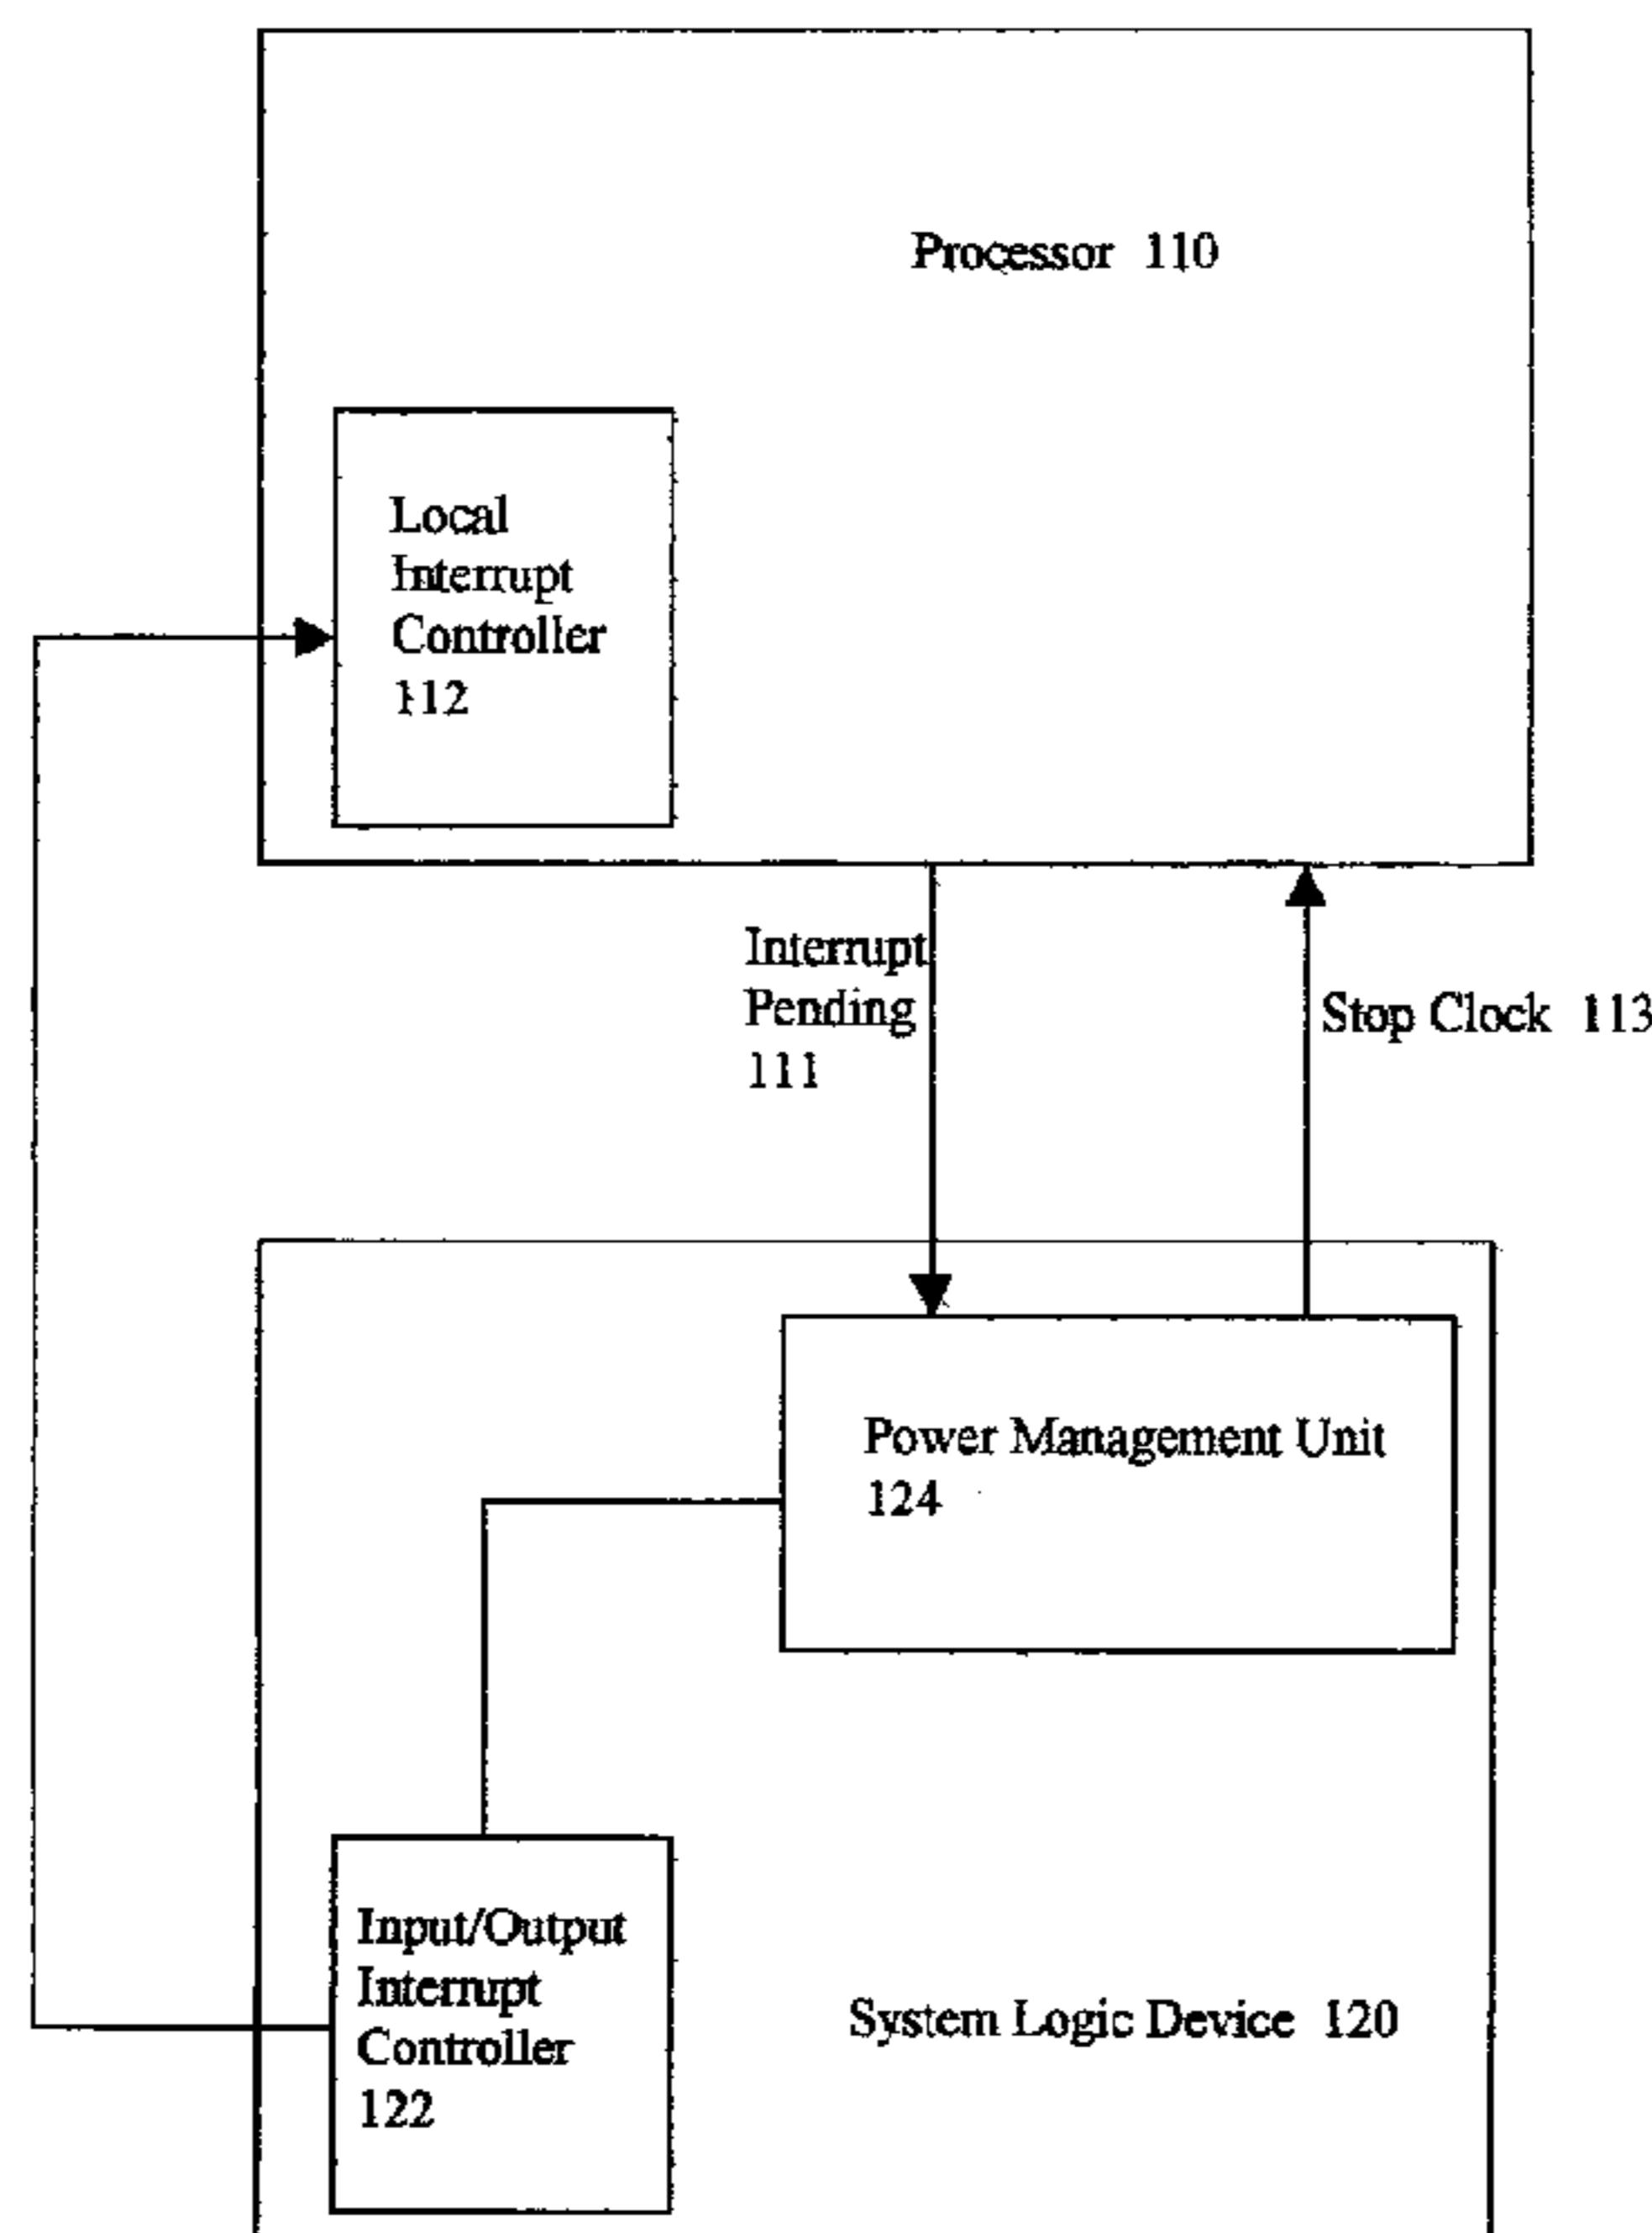 Processor 110
Local
Interrupt
Controller
112
Interrupt
Pending
111
Stop Clock 113
Power Management Unit
124
Input/Output
Interrupt
Controller
122
System Logic Device 120